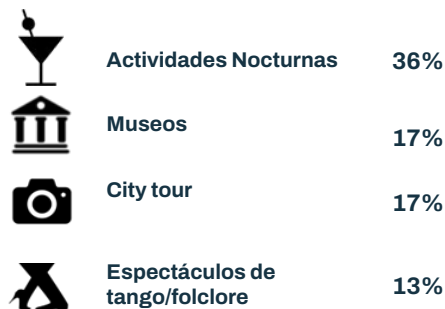 Actividades Nocturnas 36%
Museos 17%
City tour 17%
Espectáculos de
tango/folclore 13%